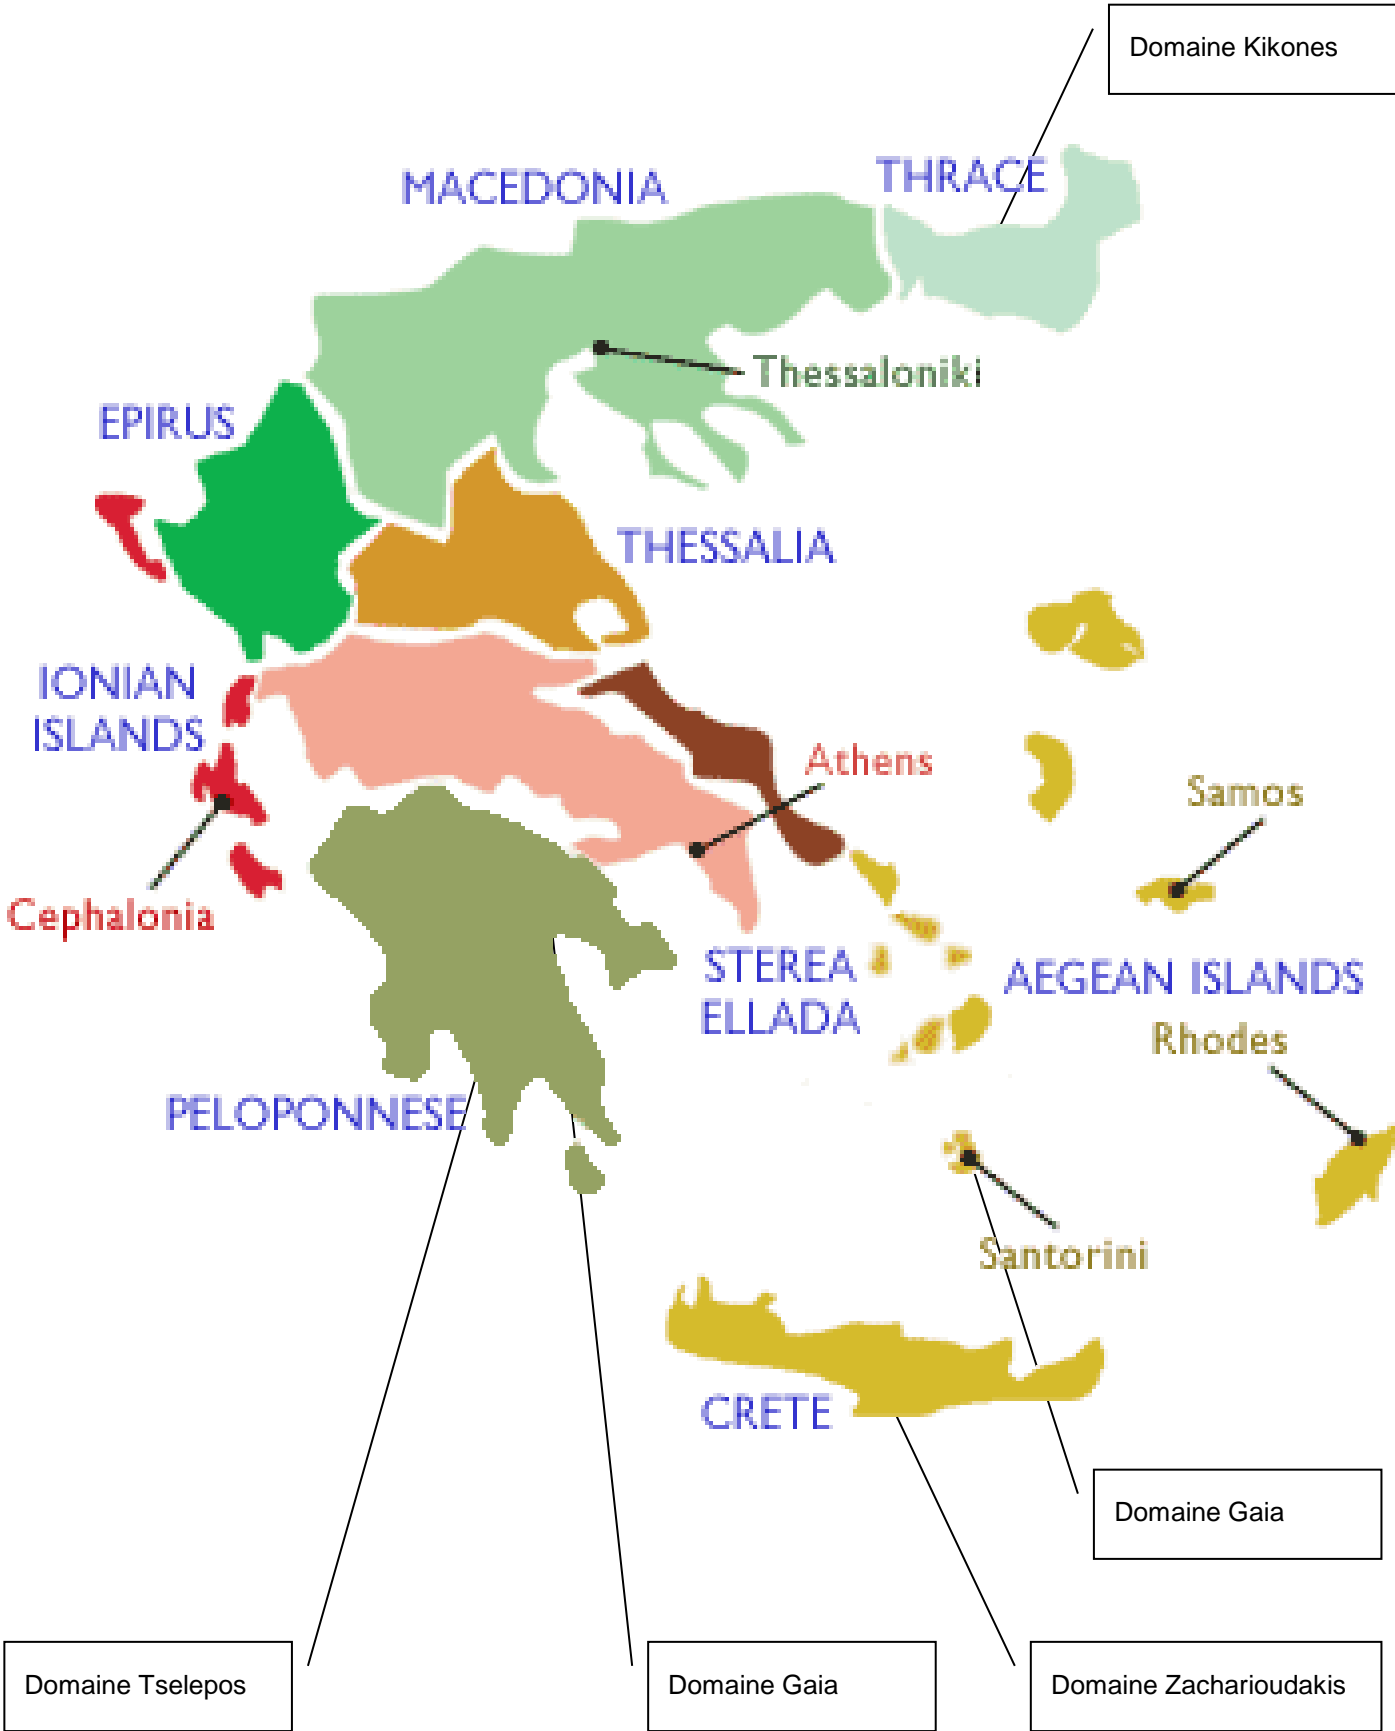 Domaine Kikones
THRACE
MACEDONIA
Thessaloniki
EPIRUS
THESSALIA
IONIAN
ISLANDS
Athens
Samos
Cephalonia
STEREA
ELLADA
AEGEAN ISLANDS
Rhodes
PELOPONNESE
Santorini
CRETE
Domaine Gaia
Domaine Tselepos
Domaine Gaia
Domaine Zacharioudakis